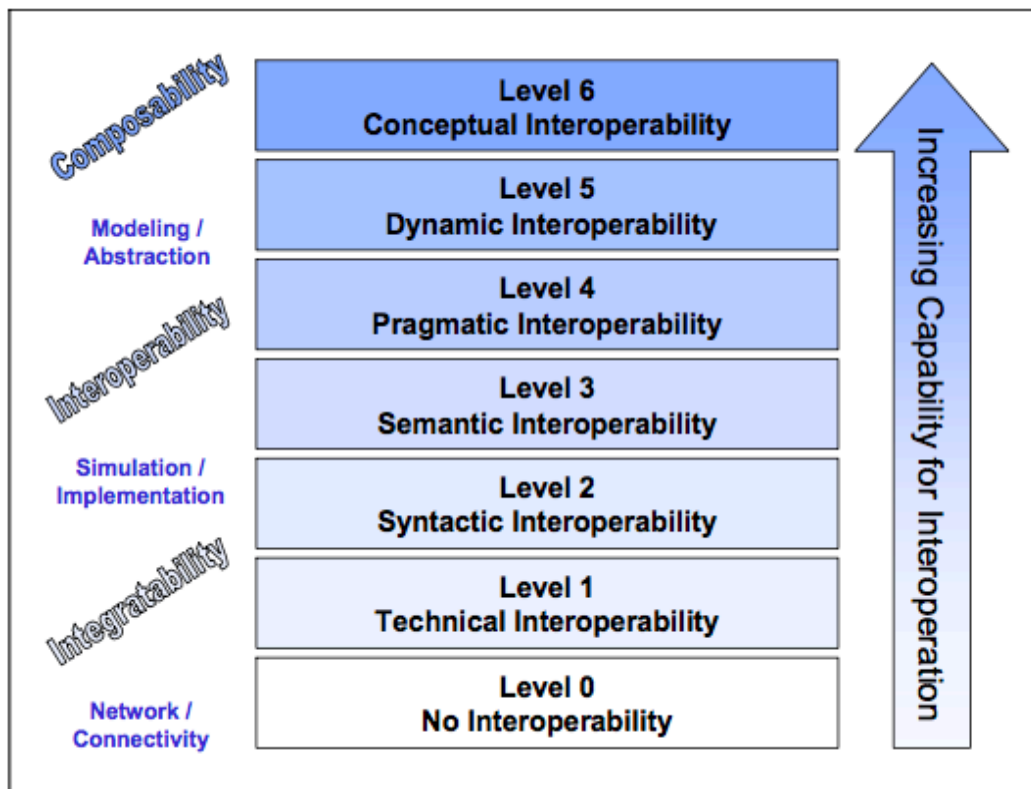 Composability
Modeling /
Abstraction
Interoperability
Simulation /
Implementation
Integratability
Network /
Connectivity
Level 6
Conceptual Interoperability
Level 5
Dynamic Interoperability
Level 4
Pragmatic Interoperability
Level 3
Semantic Interoperability
Level 2
Syntactic Interoperability
Level 1
Technical Interoperability
Level 0
No Interoperability
Increasing Capability for Interoperation